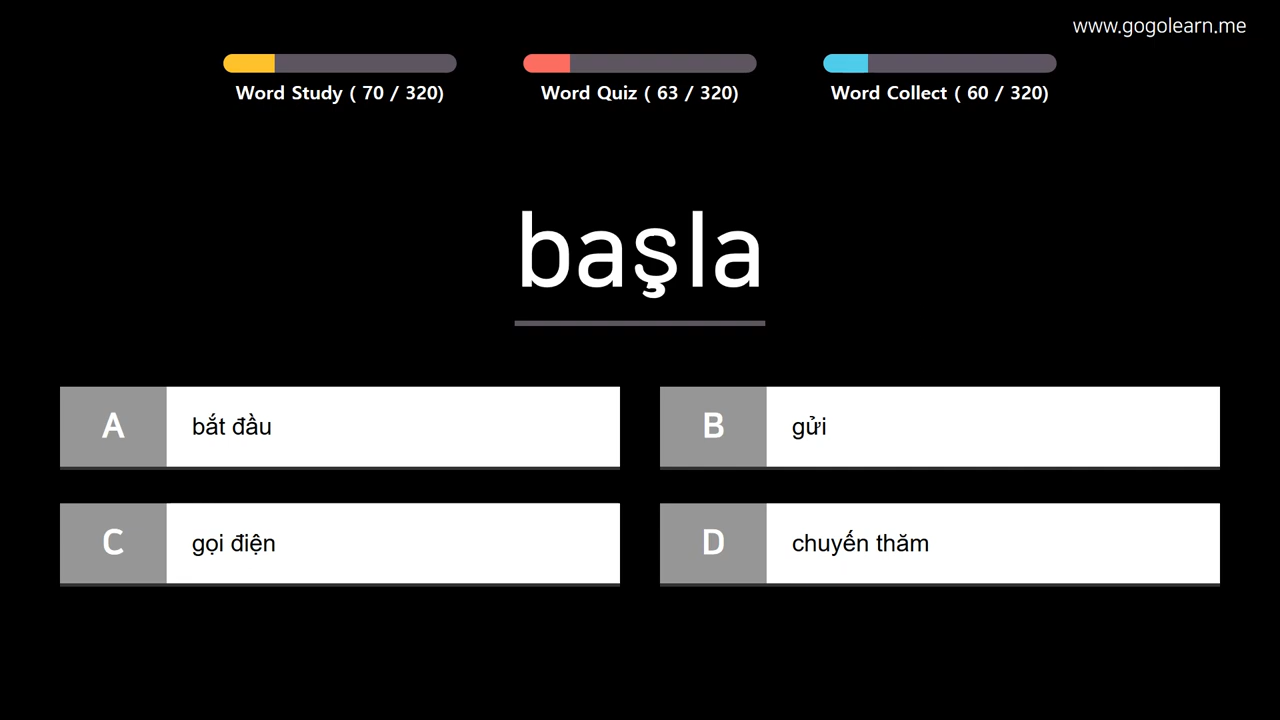 www.gogolearn.me
Word Study ( 70 / 320)
Word Quiz ( 63 / 320)
Word Collect ( 60 / 320)
başla
A bắt đầu
B gửi
C gọi điện
D chuyến thăm